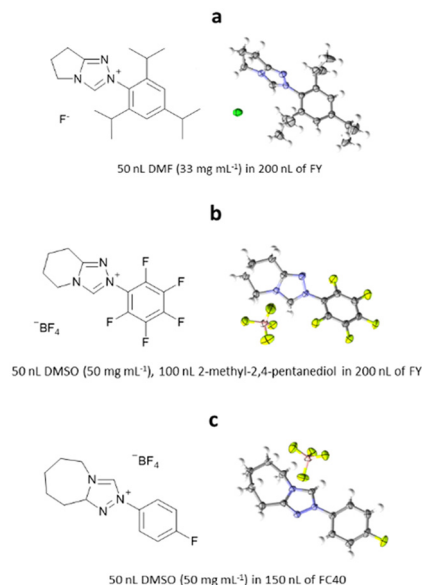 a
N
N
N
+
F-
50 nL DMF (33 mg mL-1) in 200 nL of FY
b
N
N
N
+
F
F
F
F
F
−BF4
50 nL DMSO (50 mg mL-1), 100 nL 2-methyl-2,4-pentanediol in 200 nL of FY
c
−BF4
N
N
N
+
F
50 nL DMSO (50 mg mL-1) in 150 nL of FC40